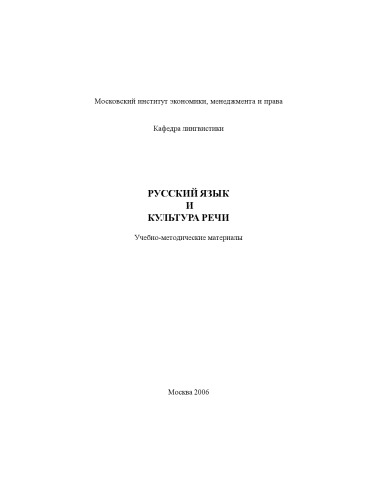 Московский институт экономики, менеджмента и права
Кафедра лингвистики
РУССКИЙ ЯЗЫК
И
КУЛЬТУРА РЕЧИ
Учебно-методические материалы
Москва 2006